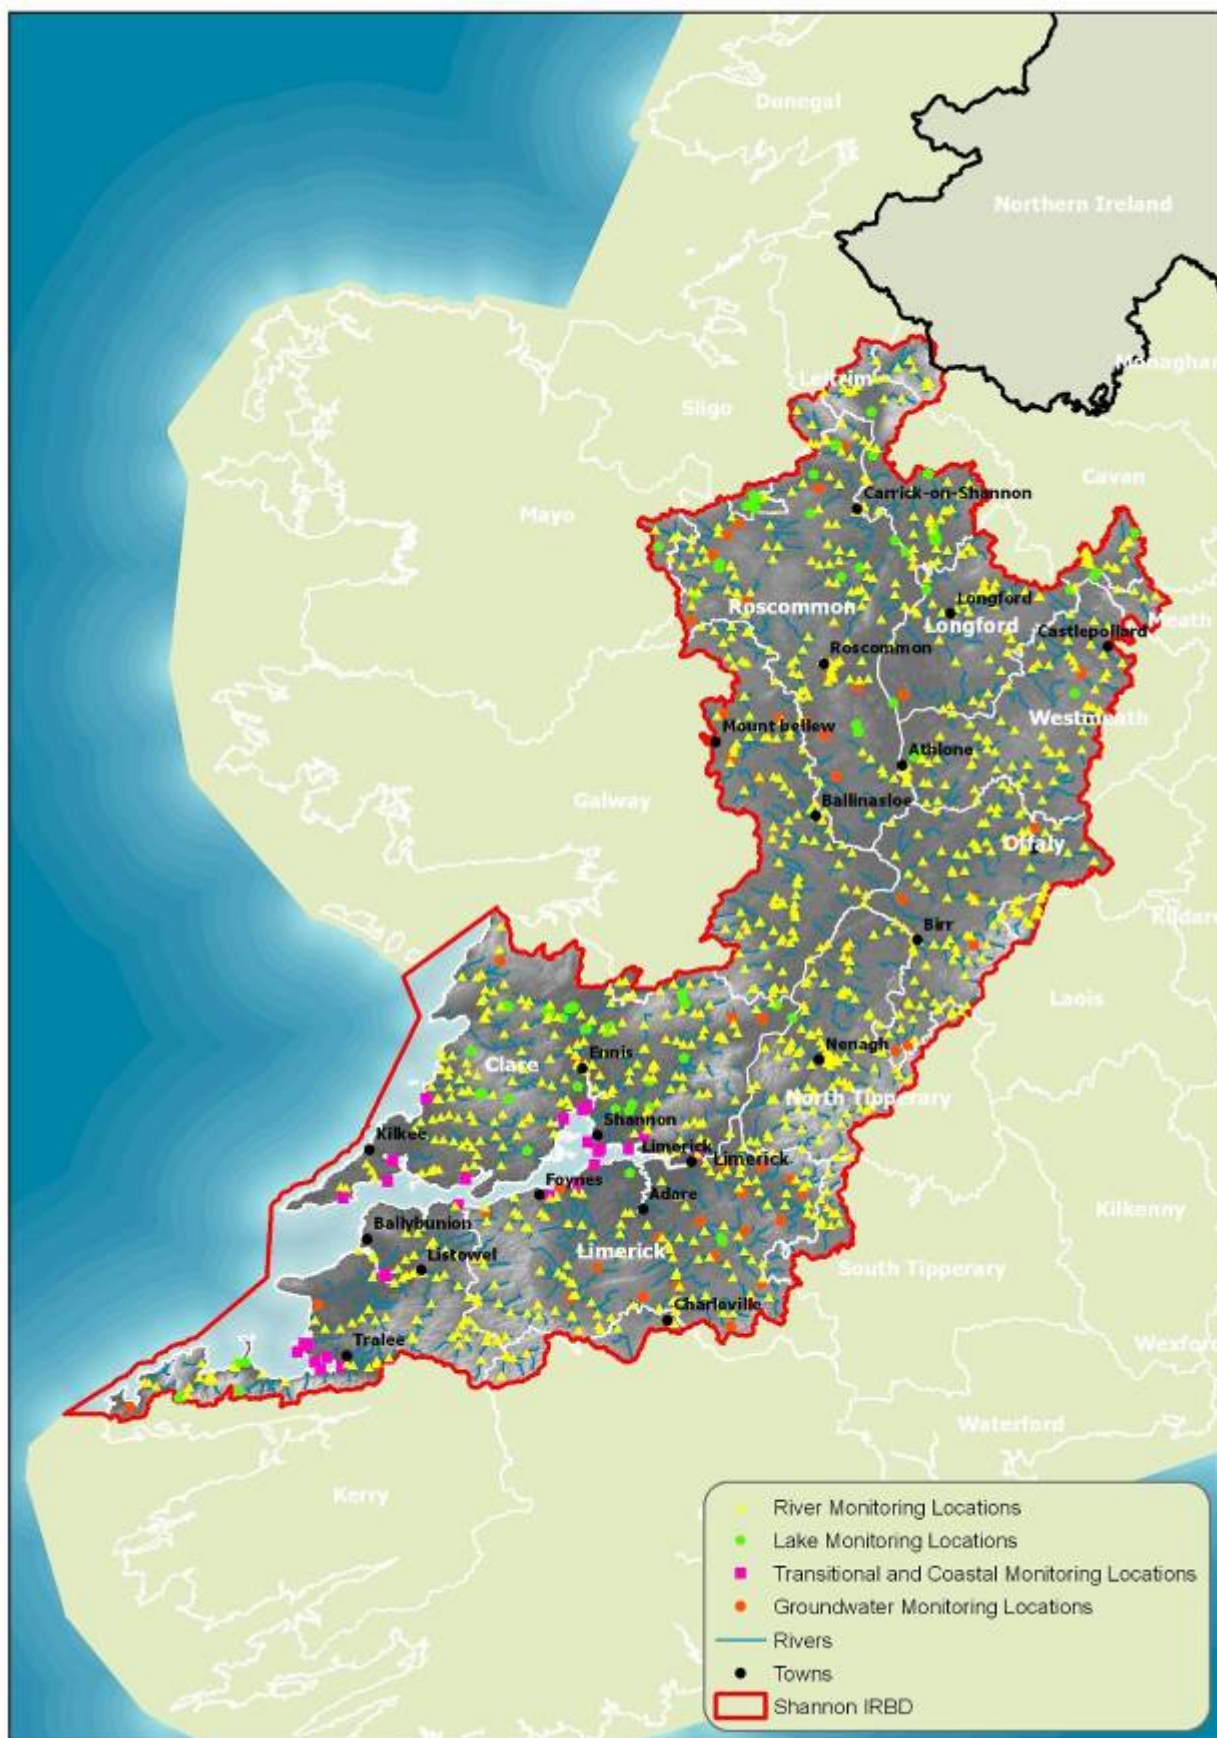 Donegal
Northern Ireland
Monaghan
Leitrim
Sligo
Cavan
Carrick-on-Shannon
Mayo
Roscommon
Longford
Longford
Meath
Castlepollard
Roscommon
Westmeath
Mount bellew
Athlone
Galway
Ballinasloe
Offaly
Kildare
Birr
Laois
Nenagh
Ennis
Clare
North Tipperary
Shannon
Kilkee
Limerick
Limerick
Foynes
Adare
Kilkenny
Ballybunion
Limerick
Listowel
South Tipperary
Charleville
Tralee
Wexford
Waterford
Kerry
River Monitoring Locations
Lake Monitoring Locations
Transitional and Coastal Monitoring Locations
Groundwater Monitoring Locations
Rivers
Towns
Shannon IRBD